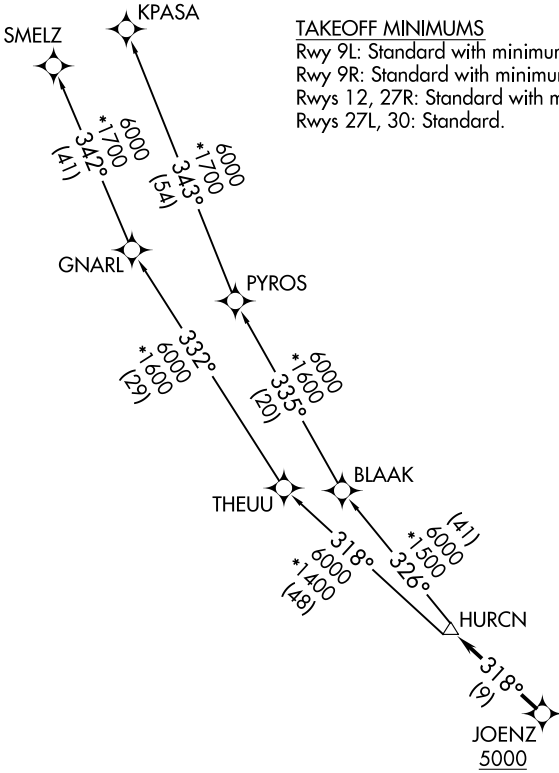 KPASA
SMELZ
TAKEOFF MINIMUMS
Rwy 9L: Standard with minimum
Rwy 9R: Standard with minimum
Rwys 12, 27R: Standard with m
Rwys 27L, 30: Standard.
6000
*1700
342°
(41)
6000
*1700
343°
(54)
GNARL
PYROS
332°
6000
*1600
(29)
6000
*1600
335°
(20)
THEUU
BLAAK
318°
6000
*1400
(48)
(41)
6000
*1500
326°
HURCN
318°
(9)
JOENZ
5000